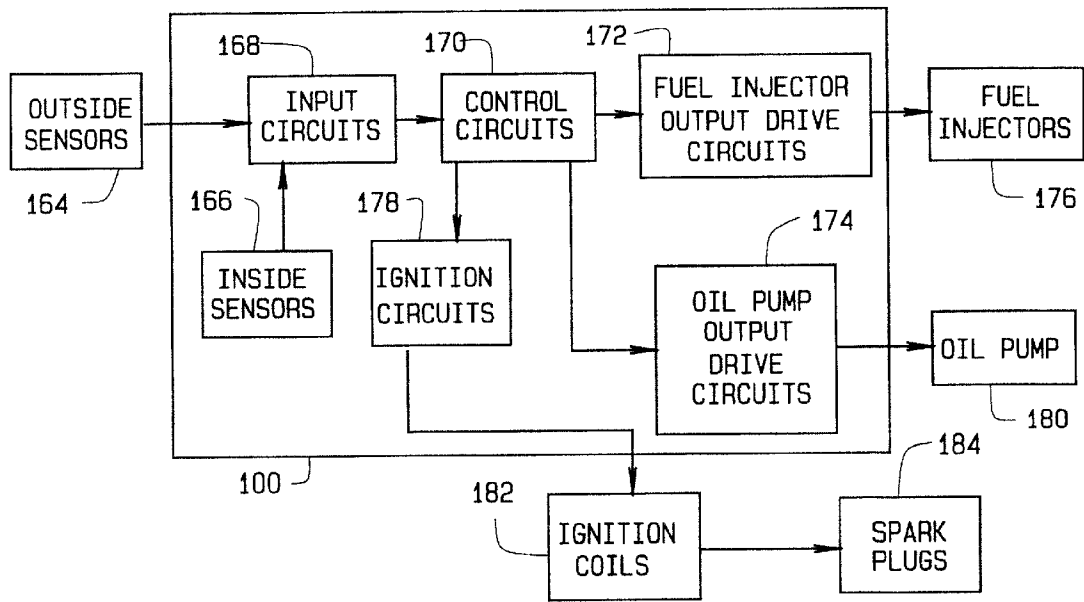 168
170
172
OUTSIDE
SENSORS
164
INPUT
CIRCUITS
CONTROL
CIRCUITS
FUEL INJECTOR
OUTPUT DRIVE
CIRCUITS
FUEL
INJECTORS
176
166
178
174
INSIDE
SENSORS
IGNITION
CIRCUITS
OIL PUMP
OUTPUT
DRIVE
CIRCUITS
OIL PUMP
180
100
182
184
IGNITION
COILS
SPARK
PLUGS